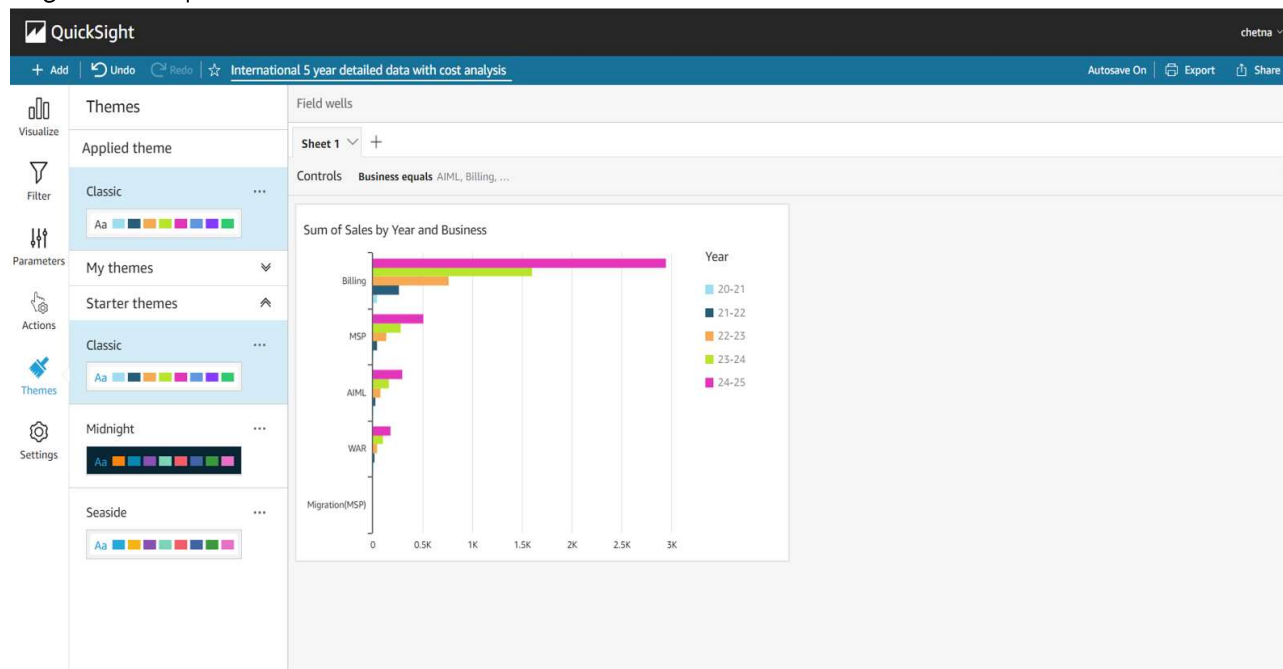 QuickSight
chetna
+ Add Undo Redo International 5 year detailed data with cost analysis Autosave On Export Share
Visualize
Filter
Parameters
Actions
Themes
Settings
Themes
Applied theme
Classic ...
Aa
My themes
Starter themes
Classic ...
Aa
Midnight ...
Aa
Seaside ...
Aa
Field wells
Sheet 1 +
Controls Business equals AIML, Billing, ...
Sum of Sales by Year and Business
Billing
MSP
AIML
WAR
Migration(MSP)
0 0.5K 1K 1.5K 2K 2.5K 3K
Year
20-21
21-22
22-23
23-24
24-25